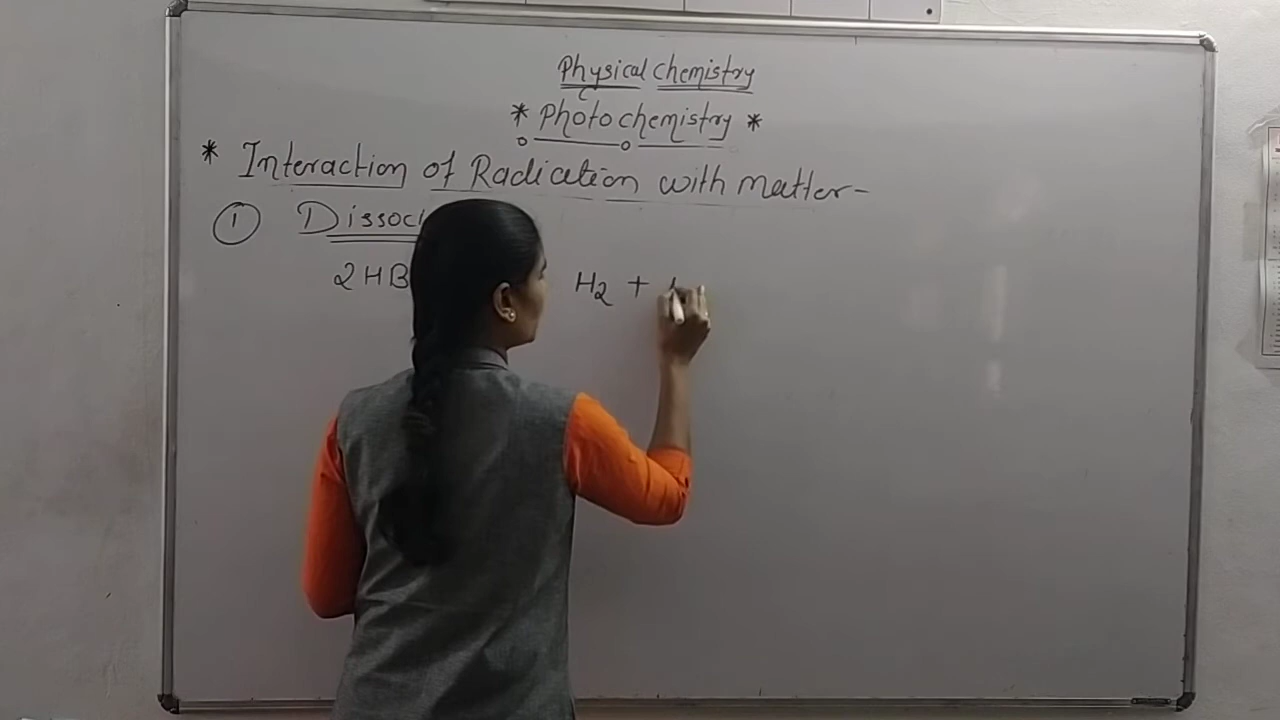 Physical Chemistry
* Photochemistry *
* Interaction of Radiation with matter-
① Dissoc
2HB H2 +